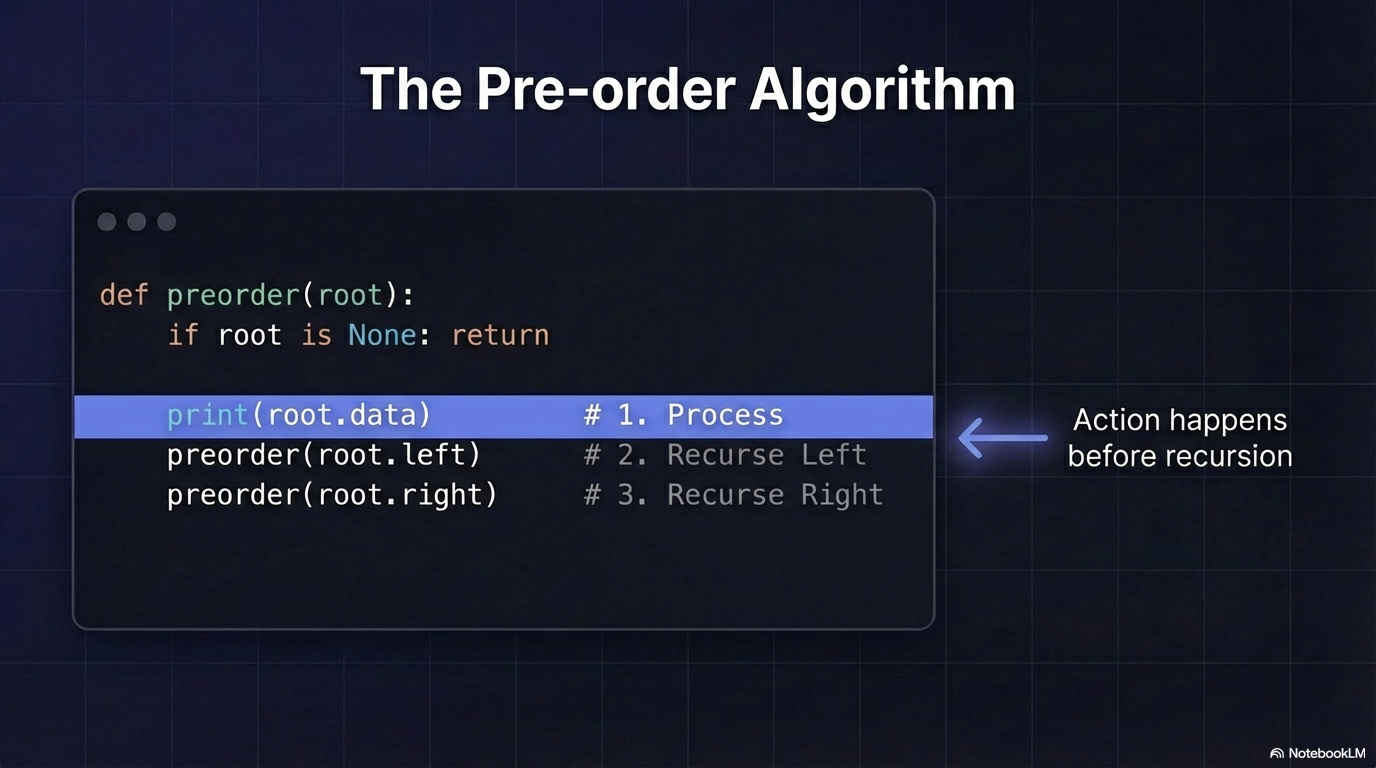 The Pre-order Algorithm
def preorder(root):
    if root is None: return
    print(root.data)         # 1. Process
    preorder(root.left)      # 2. Recurse Left
    preorder(root.right)     # 3. Recurse Right
Action happens
before recursion
NotebookLM